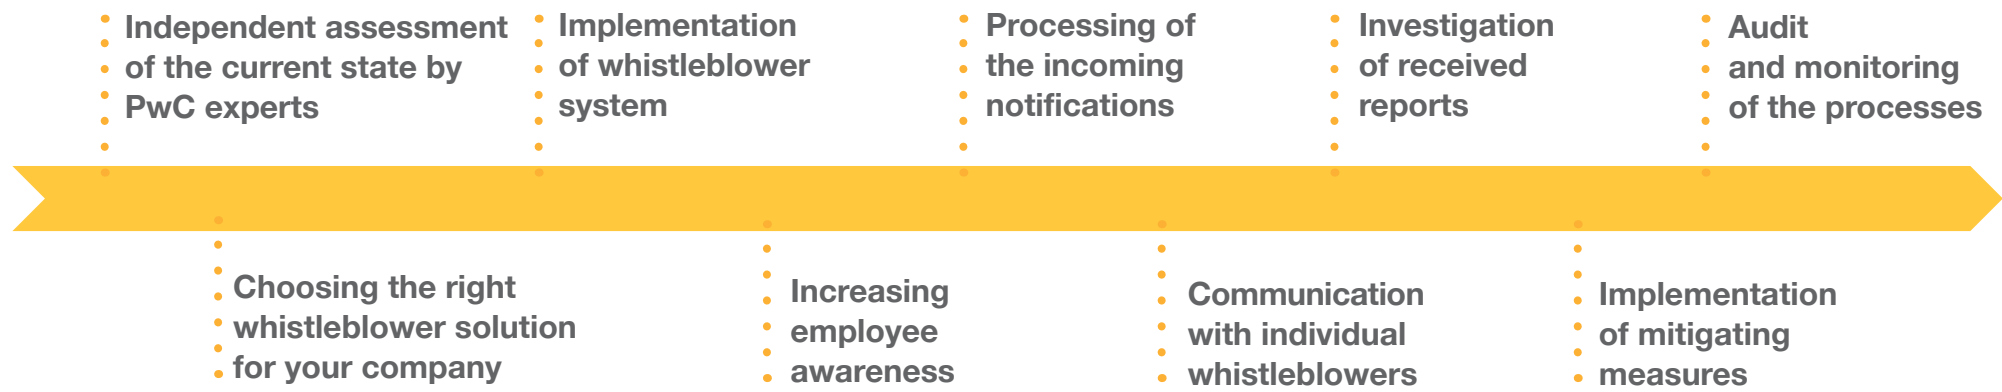 Independent assessment
of the current state by
PwC experts
Implementation
of whistleblower
system
Processing of
the incoming
notifications
Investigation
of received
reports
Audit
and monitoring
of the processes
Choosing the right
whistleblower solution
for your company
Increasing
employee
awareness
Communication
with individual
whistleblowers
Implementation
of mitigating
measures